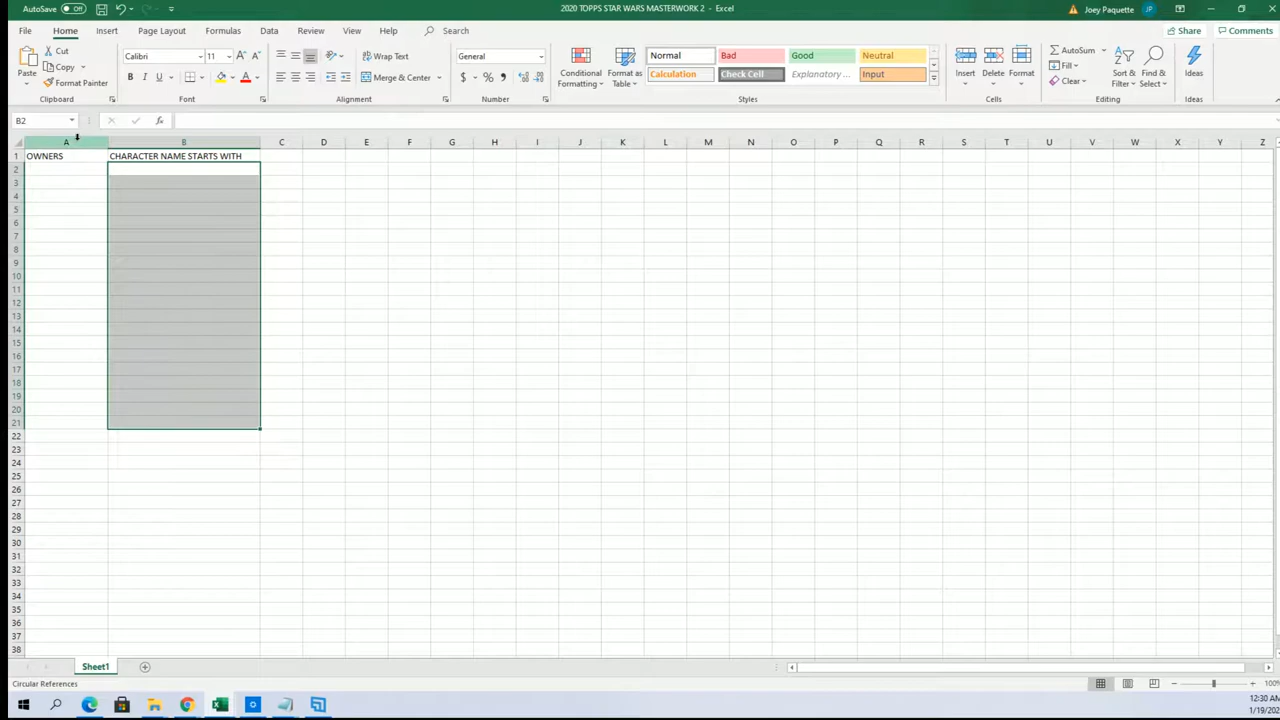 AutoSave Off 2020 TOPPS STAR WARS MASTERWORK 2 - Excel Joey Paquette JP
File Home Insert Page Layout Formulas Data Review View Help Search Share Comments
Paste Cut Copy Format Painter Clipboard
Calibri 11 B I U Font
Wrap Text Merge & Center Alignment
General $ % Number
Conditional Formatting Format as Table
Normal Bad Good Neutral
Calculation Check Cell Explanatory ... Input
Styles
Insert Delete Format Cells
AutoSum Fill Clear Sort & Filter Find & Select Editing
Ideas Ideas
B2 fx
A B C D E F G H I J K L M N O P Q R S T U V W X Y Z
1 OWNERS CHARACTER NAME STARTS WITH
2
3
4
5
6
7
8
9
10
11
12
13
14
15
16
17
18
19
20
21
22
23
24
25
26
27
28
29
30
31
32
33
34
35
36
37
38
Sheet1
Circular References 100%
12:30 AM
1/19/202